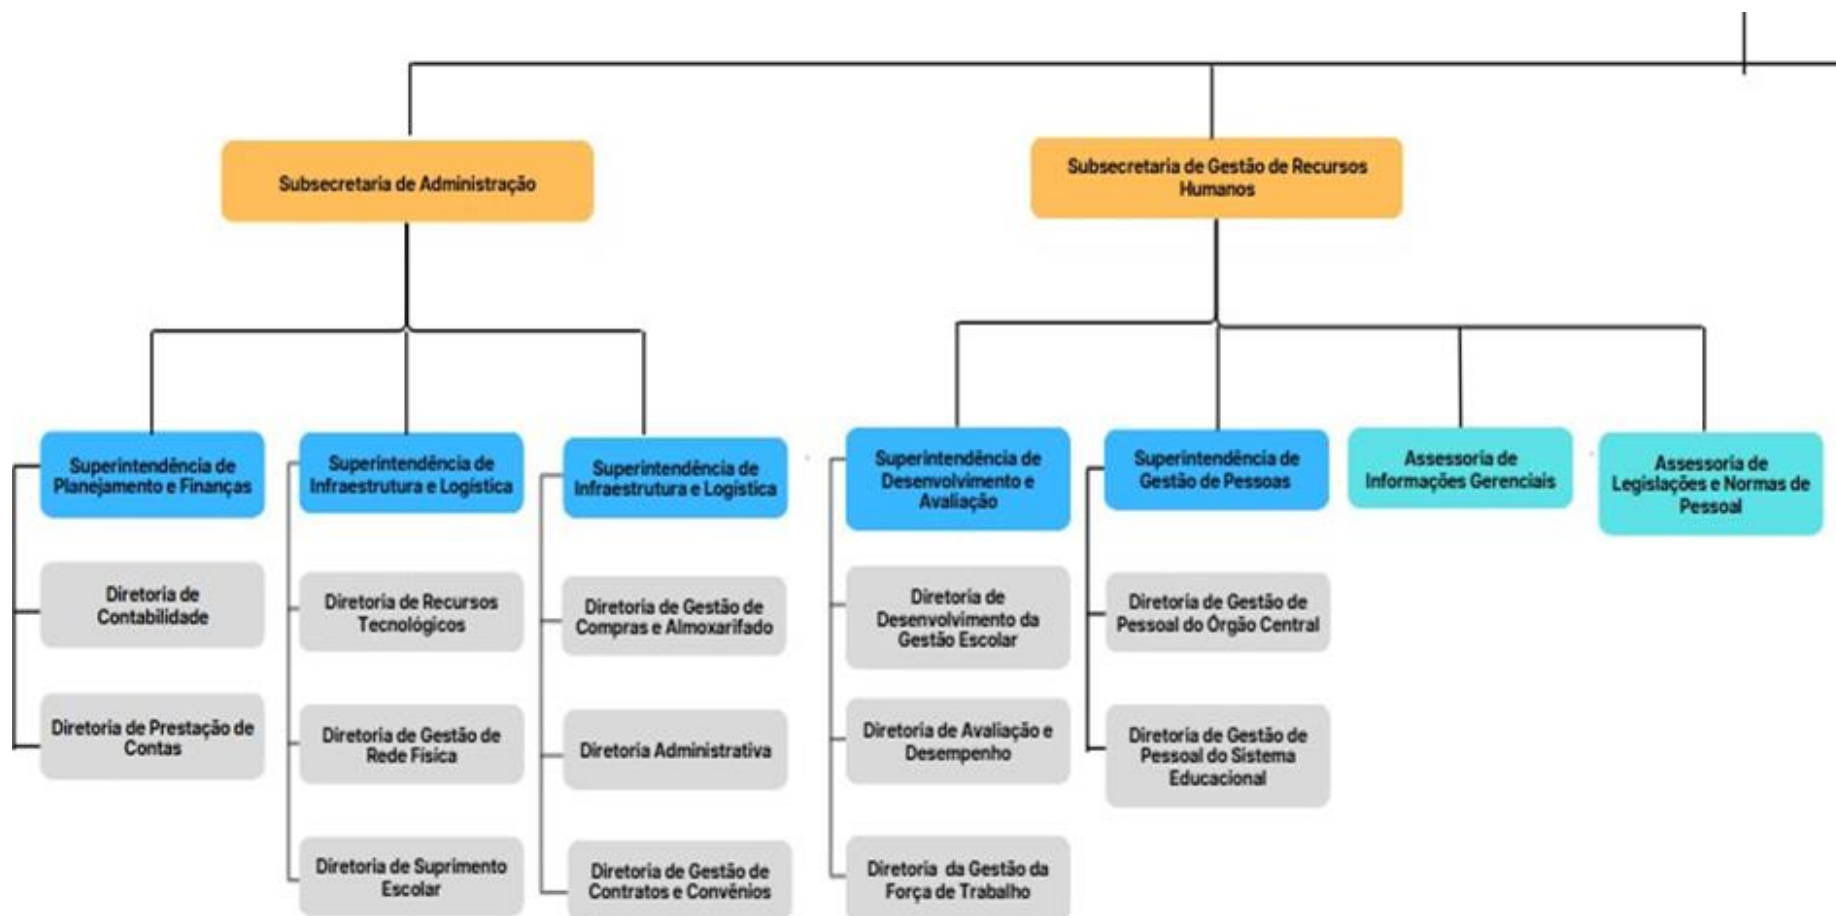 Subsecretaria de Administração
Subsecretaria de Gestão de Recursos
Humanos
Superintendência de
Planejamento e Finanças
Superintendência de
Infraestrutura e Logística
Superintendência de
Infraestrutura e Logística
Superintendência de
Desenvolvimento e
Avaliação
Superintendência de
Gestão de Pessoas
Assessoria de
Informações Gerenciais
Assessoria de
Legislações e Normas de
Pessoal
Diretoria de
Contabilidade
Diretoria de Recursos
Tecnológicos
Diretoria de Gestão de
Compras e Almoxarifado
Diretoria de
Desenvolvimento da
Gestão Escolar
Diretoria de Gestão de
Pessoal do Órgão Central
Diretoria de Prestação de
Contas
Diretoria de Gestão de
Rede Física
Diretoria Administrativa
Diretoria de Avaliação e
Desempenho
Diretoria de Gestão de
Pessoal do Sistema
Educacional
Diretoria de Suprimento
Escolar
Diretoria de Gestão de
Contratos e Convênios
Diretoria da Gestão da
Força de Trabalho